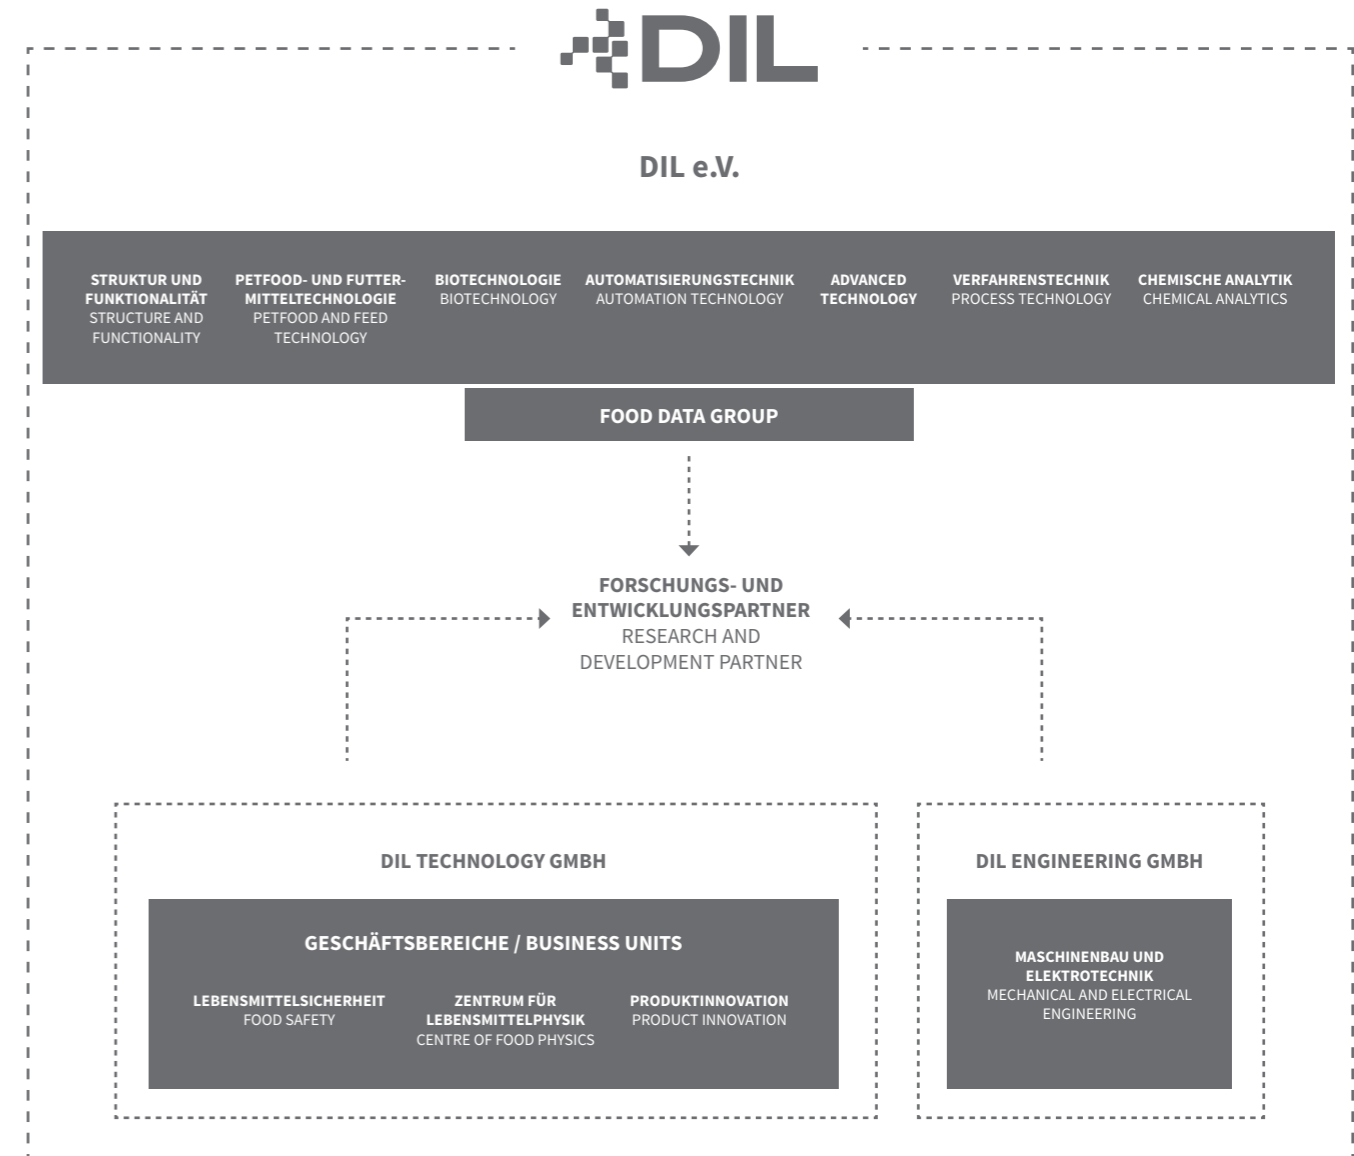 DIL
DIL e.V.
STRUKTUR UND
FUNKTIONALITÄT
STRUCTURE AND
FUNCTIONALITY
PETFOOD- UND FUTTER-
MITTELTECHNOLOGIE
PETFOOD AND FEED
TECHNOLOGY
BIOTECHNOLOGIE
BIOTECHNOLOGY
AUTOMATISIERUNGSTECHNIK
AUTOMATION TECHNOLOGY
ADVANCED
TECHNOLOGY
VERFAHRENSTECHNIK
PROCESS TECHNOLOGY
CHEMISCHE ANALYTIK
CHEMICAL ANALYTICS
FOOD DATA GROUP
FORSCHUNGS- UND
ENTWICKLUNGSPARTNER
RESEARCH AND
DEVELOPMENT PARTNER
DIL TECHNOLOGY GMBH
GESCHÄFTSBEREICHE / BUSINESS UNITS
LEBENSMITTELSICHERHEIT
FOOD SAFETY
ZENTRUM FÜR
LEBENSMITTELPHYSIK
CENTRE OF FOOD PHYSICS
PRODUKTINNOVATION
PRODUCT INNOVATION
DIL ENGINEERING GMBH
MASCHINENBAU UND
ELEKTROTECHNIK
MECHANICAL AND ELECTRICAL
ENGINEERING